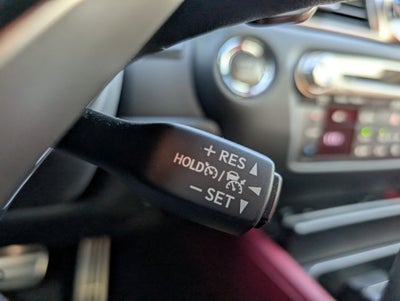 + RES ▲
HOLD / ◄
− SET ▼